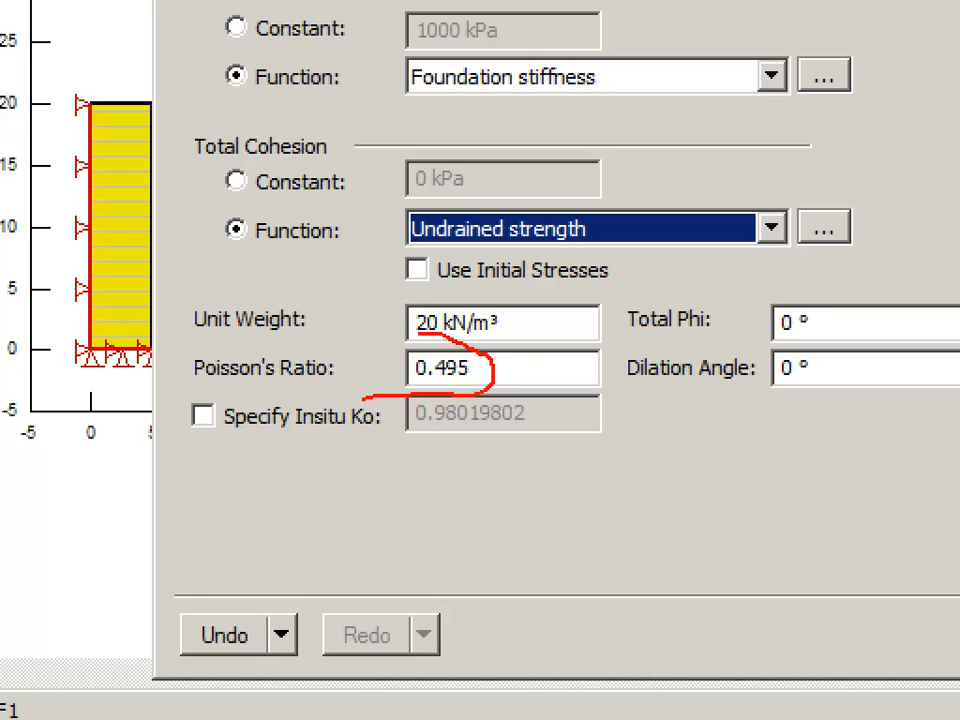 25
Constant: 1000 kPa
Function: Foundation stiffness ...
20
Total Cohesion
15
Constant: 0 kPa
10
Function: Undrained strength ...
Use Initial Stresses
5
Unit Weight: 20 kN/m³ Total Phi: 0 °
0
Poisson's Ratio: 0.495 Dilation Angle: 0 °
-5
Specify Insitu Ko: 0.98019802
-5 0 5
Undo Redo
F1